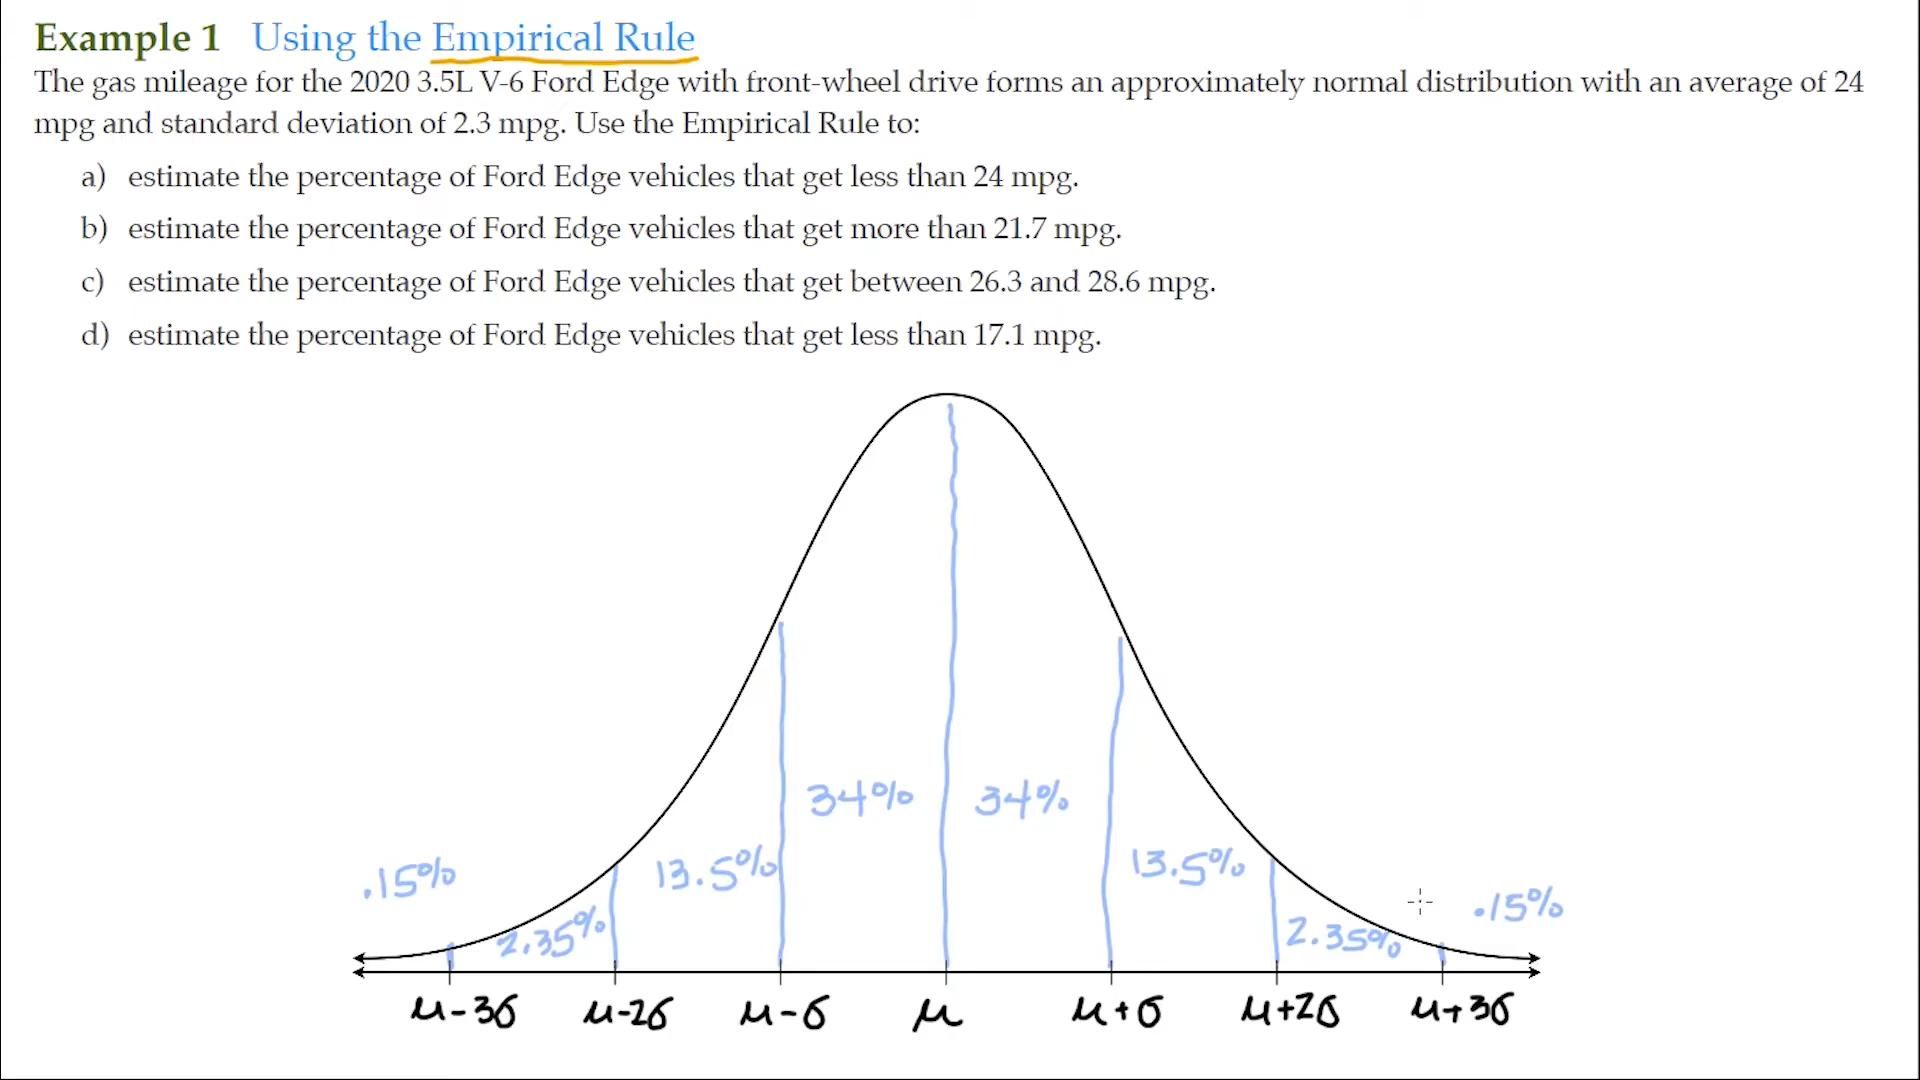 Example 1 Using the Empirical Rule
The gas mileage for the 2020 3.5L V-6 Ford Edge with front-wheel drive forms an approximately normal distribution with an average of 24
mpg and standard deviation of 2.3 mpg. Use the Empirical Rule to:
a) estimate the percentage of Ford Edge vehicles that get less than 24 mpg.
b) estimate the percentage of Ford Edge vehicles that get more than 21.7 mpg.
c) estimate the percentage of Ford Edge vehicles that get between 26.3 and 28.6 mpg.
d) estimate the percentage of Ford Edge vehicles that get less than 17.1 mpg.
34% 34%
.15% 13.5% 13.5% .15%
2.35% 2.35%
μ-3σ μ-2σ μ-σ μ μ+σ μ+2σ μ+3σ